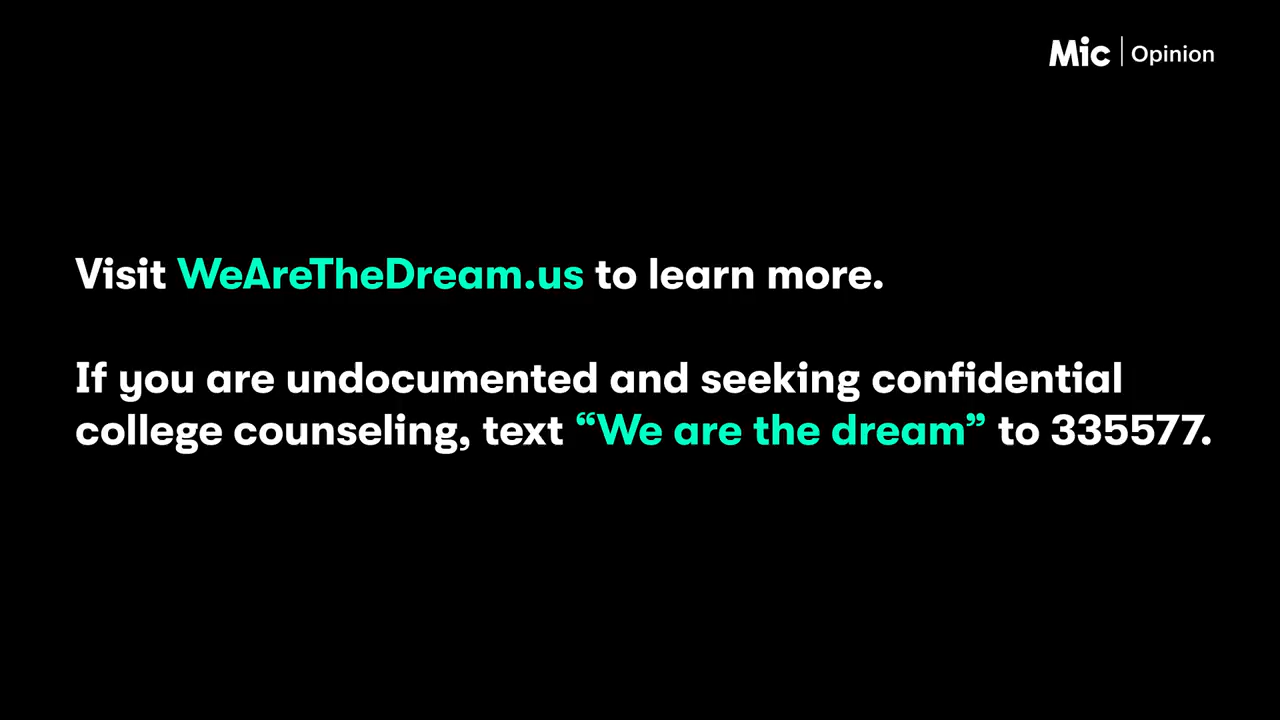 Mic | Opinion
Visit WeAreTheDream.us to learn more.
If you are undocumented and seeking confidential
college counseling, text “We are the dream” to 335577.